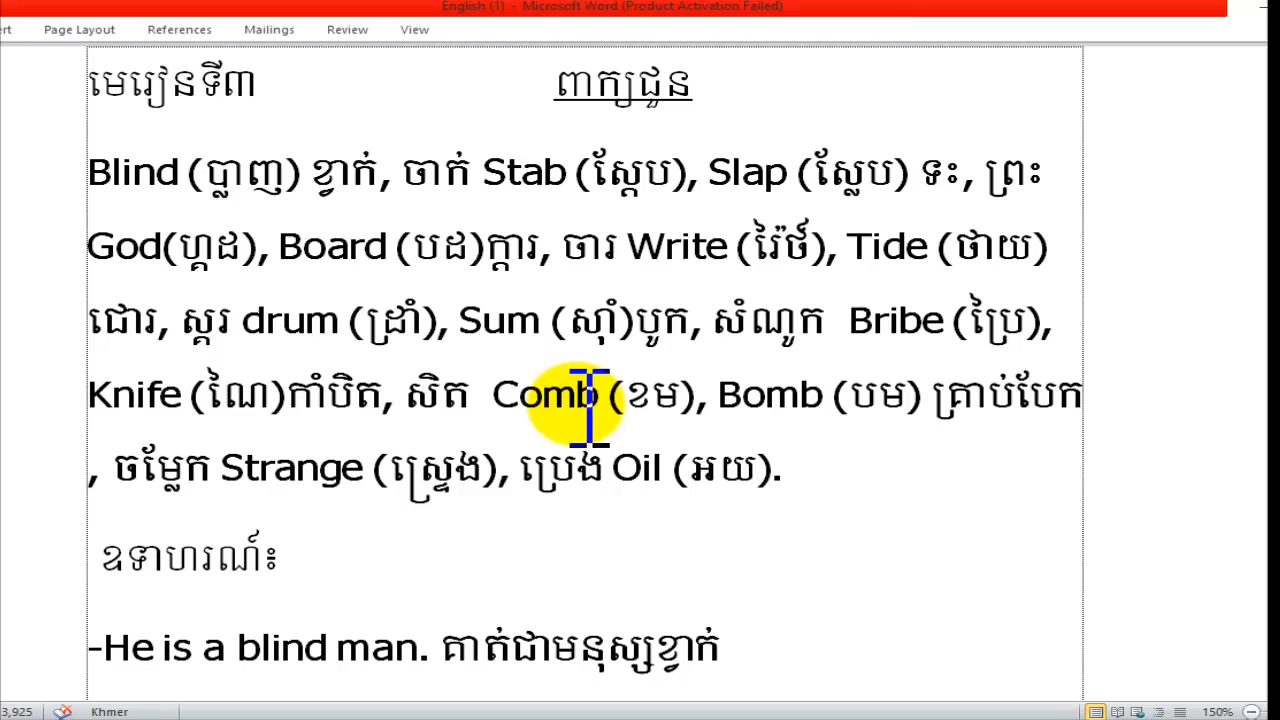 English (1) - Microsoft Word (Product Activation Failed)
rt Page Layout References Mailings Review View
មេរៀនទី៣ ពាក្យជួន
Blind (ប្លាញ) ខ្វាក់, ចាក់ Stab (ស្តែប), Slap (ស្លែប) ទះ, ព្រះ
God(ហ្គដ), Board (បដ)ក្តារ, ចារ Write (រ៉ៃថ៍), Tide (ថាយ)
ជោរ, ស្គរ drum (ដ្រាំ), Sum (ស៊ាំ)បូក, សំណូក Bribe (ប្រៃ),
Knife (ណៃ)កាំបិត, សិត Comb (ខម), Bomb (បម) គ្រាប់បែក
, ចម្លែក Strange (ស្ត្រេង), ប្រេង Oil (អយ).
ឧទាហរណ៍៖
-He is a blind man. គាត់ជាមនុស្សខ្វាក់
3,925 Khmer 150%